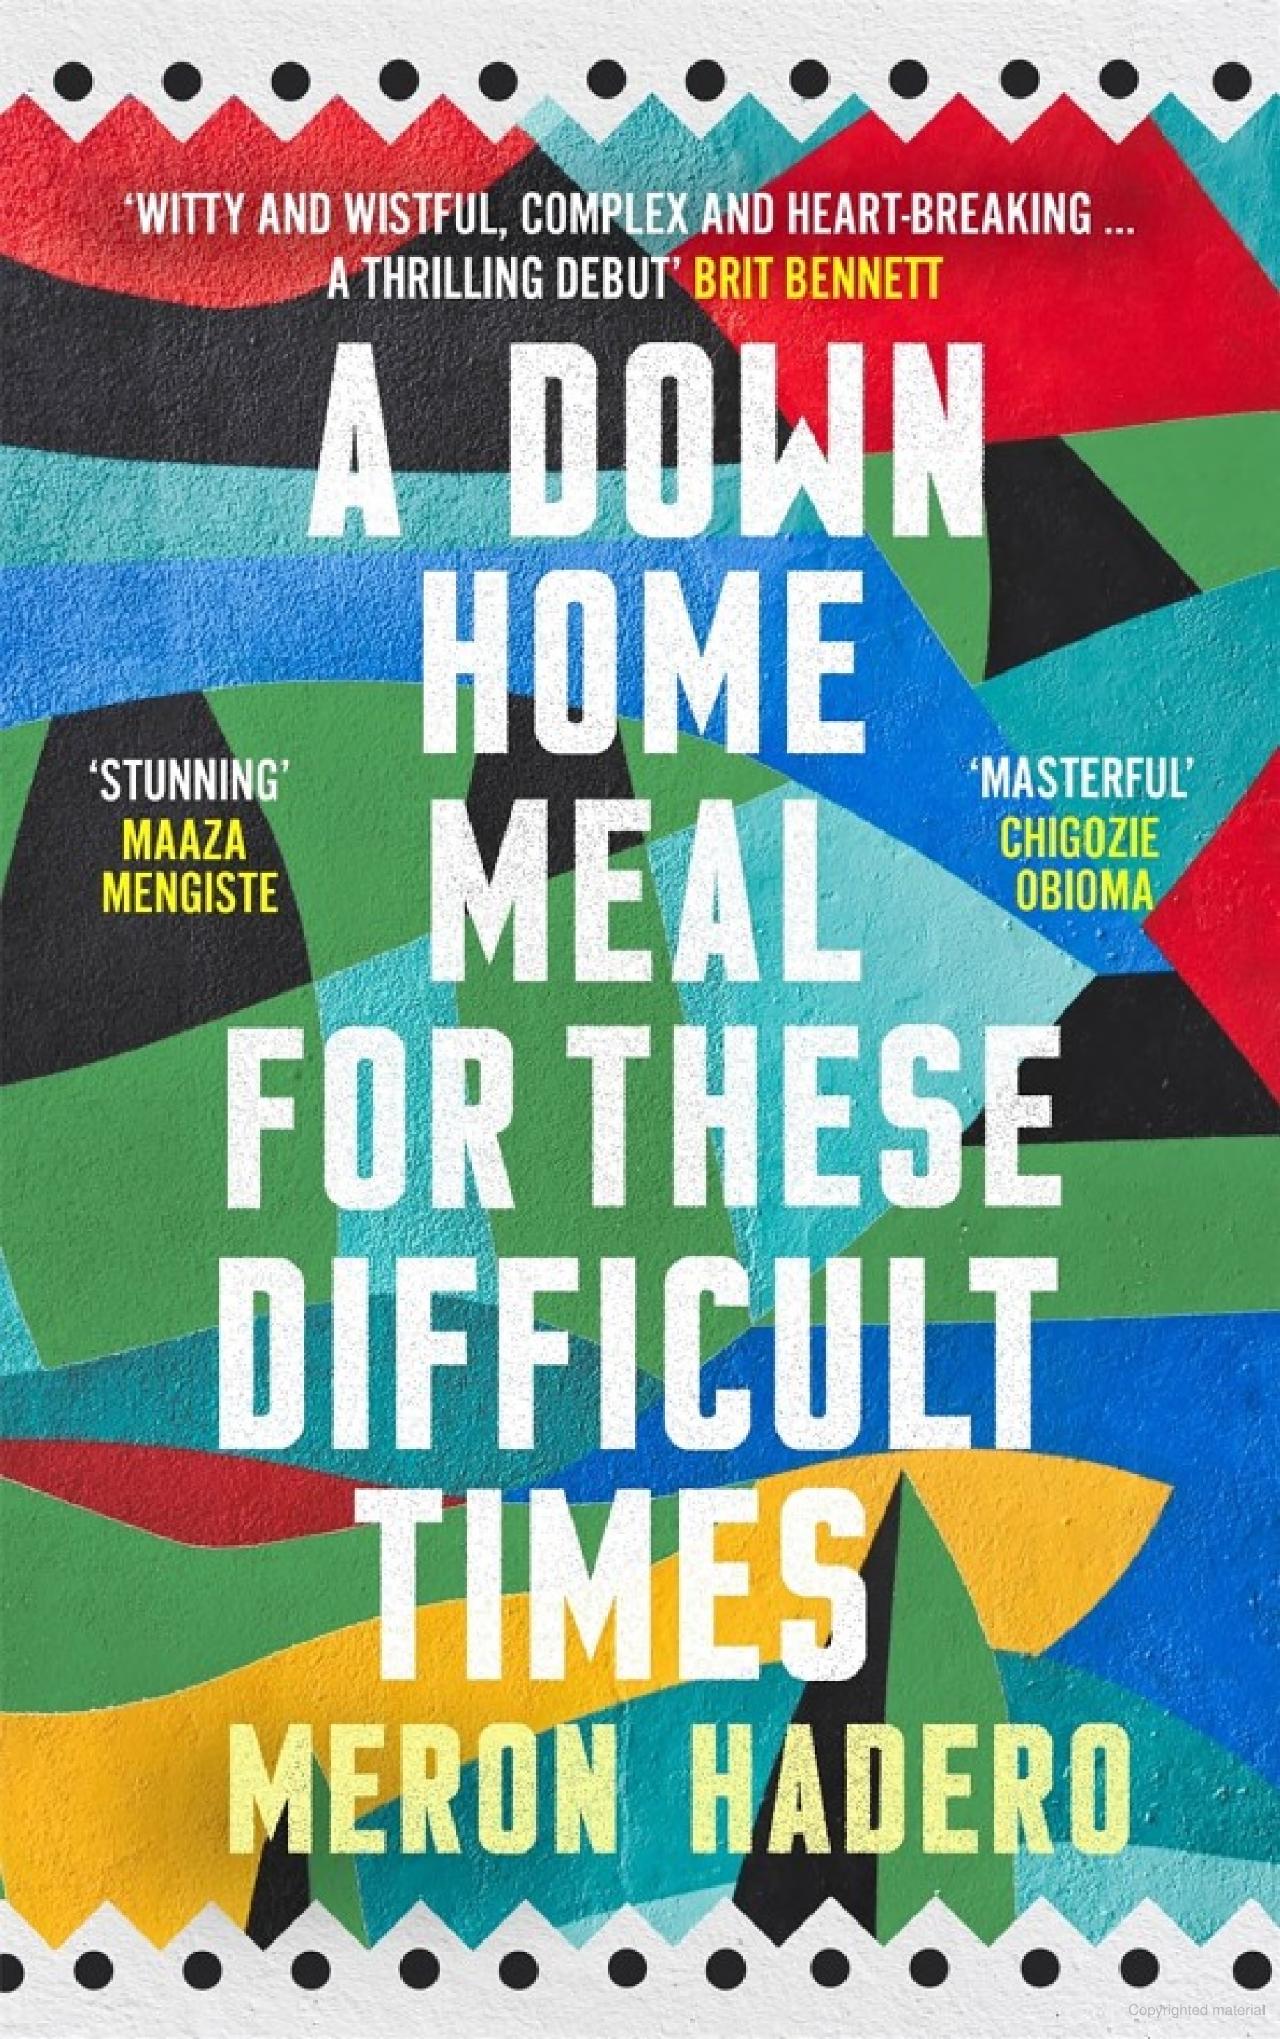 ‘WITTY AND WISTFUL, COMPLEX AND HEART-BREAKING ...
A THRILLING DEBUT’ BRIT BENNETT
A DOWN
HOME
MEAL
‘STUNNING’
MAAZA
MENGISTE
‘MASTERFUL’
CHIGOZIE
OBIOMA
FOR THESE
DIFFICULT
TIMES
MERON HADERO
Copyrighted material